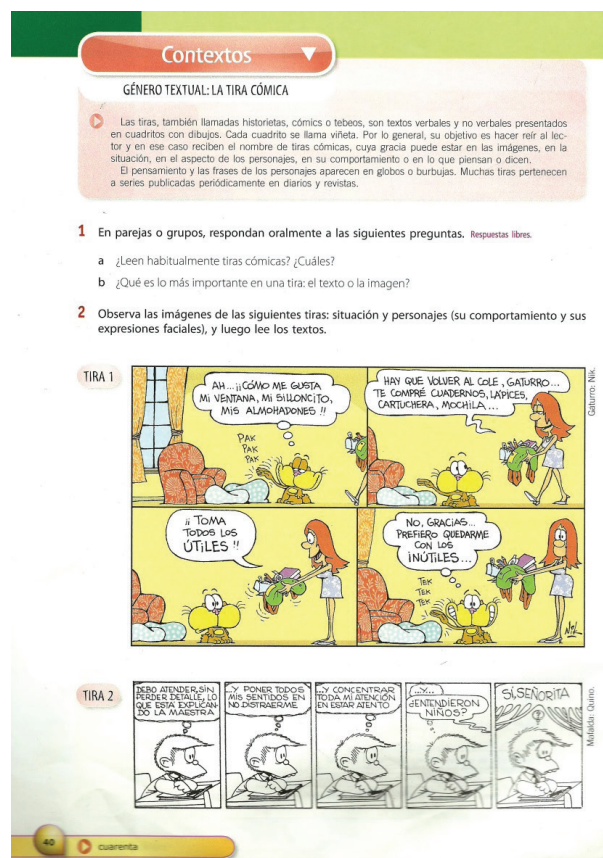 Contextos
GÉNERO TEXTUAL: LA TIRA CÓMICA
Las tiras, también llamadas historietas, cómics o tebeos, son textos verbales y no verbales presentados
en cuadritos con dibujos. Cada cuadrito se llama viñeta. Por lo general, su objetivo es hacer reír al lec-
tor y en ese caso reciben el nombre de tiras cómicas, cuya gracia puede estar en las imágenes, en la
situación, en el aspecto de los personajes, en su comportamiento o en lo que piensan o dicen.
El pensamiento y las frases de los personajes aparecen en globos o burbujas. Muchas tiras pertenecen
a series publicadas periódicamente en diarios y revistas.
1 En parejas o grupos, respondan oralmente a las siguientes preguntas. Respuestas libres.
a ¿Leen habitualmente tiras cómicas? ¿Cuáles?
b ¿Qué es lo más importante en una tira: el texto o la imagen?
2 Observa las imágenes de las siguientes tiras: situación y personajes (su comportamiento y sus
expresiones faciales), y luego lee los textos.
TIRA 1
AH...¡¡CÓMO ME GUSTA
MI VENTANA, MI SILLONCITO,
MIS ALMOHADONES!!
PAK
PAK
PAK
HAY QUE VOLVER AL COLE, GATURRO...
TE COMPRÉ CUADERNOS, LÁPICES,
CARTUCHERA, MOCHILA...
¡¡TOMA
TODOS LOS
ÚTILES!!
NO, GRACIAS...
PREFIERO QUEDARME
CON LOS
INÚTILES...
TEK
TEK
TEK
NIK
Gaturro: Nik.
TIRA 2
DEBO ATENDER, SIN
PERDER DETALLE, LO
QUE ESTÁ EXPLICAN-
DO LA MAESTRA
...Y PONER TODOS
MIS SENTIDOS EN
NO DISTRAERME
...Y CONCENTRAR
TODA MI ATENCIÓN
EN ESTAR ATENTO
...Y...
¿ENTENDIERON
NIÑOS?
SÍ, SEÑORITA
?
Mafalda: Quino.
40 cuarenta